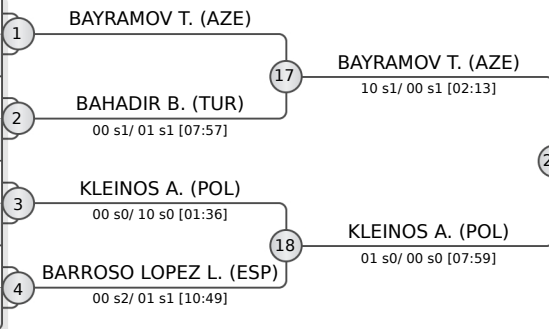 1
BAYRAMOV T. (AZE)
17
BAYRAMOV T. (AZE)
10 s1/ 00 s1 [02:13]
2
BAHADIR B. (TUR)
00 s1/ 01 s1 [07:57]
3
KLEINOS A. (POL)
00 s0/ 10 s0 [01:36]
18
KLEINOS A. (POL)
01 s0/ 00 s0 [07:59]
4
BARROSO LOPEZ L. (ESP)
00 s2/ 01 s1 [10:49]